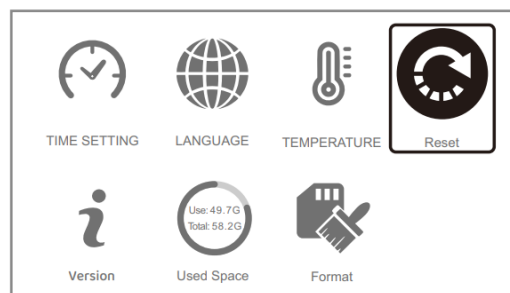 TIME SETTING
LANGUAGE
TEMPERATURE
Reset
Version
Use:49.7G
Total:58.2G
Used Space
Format